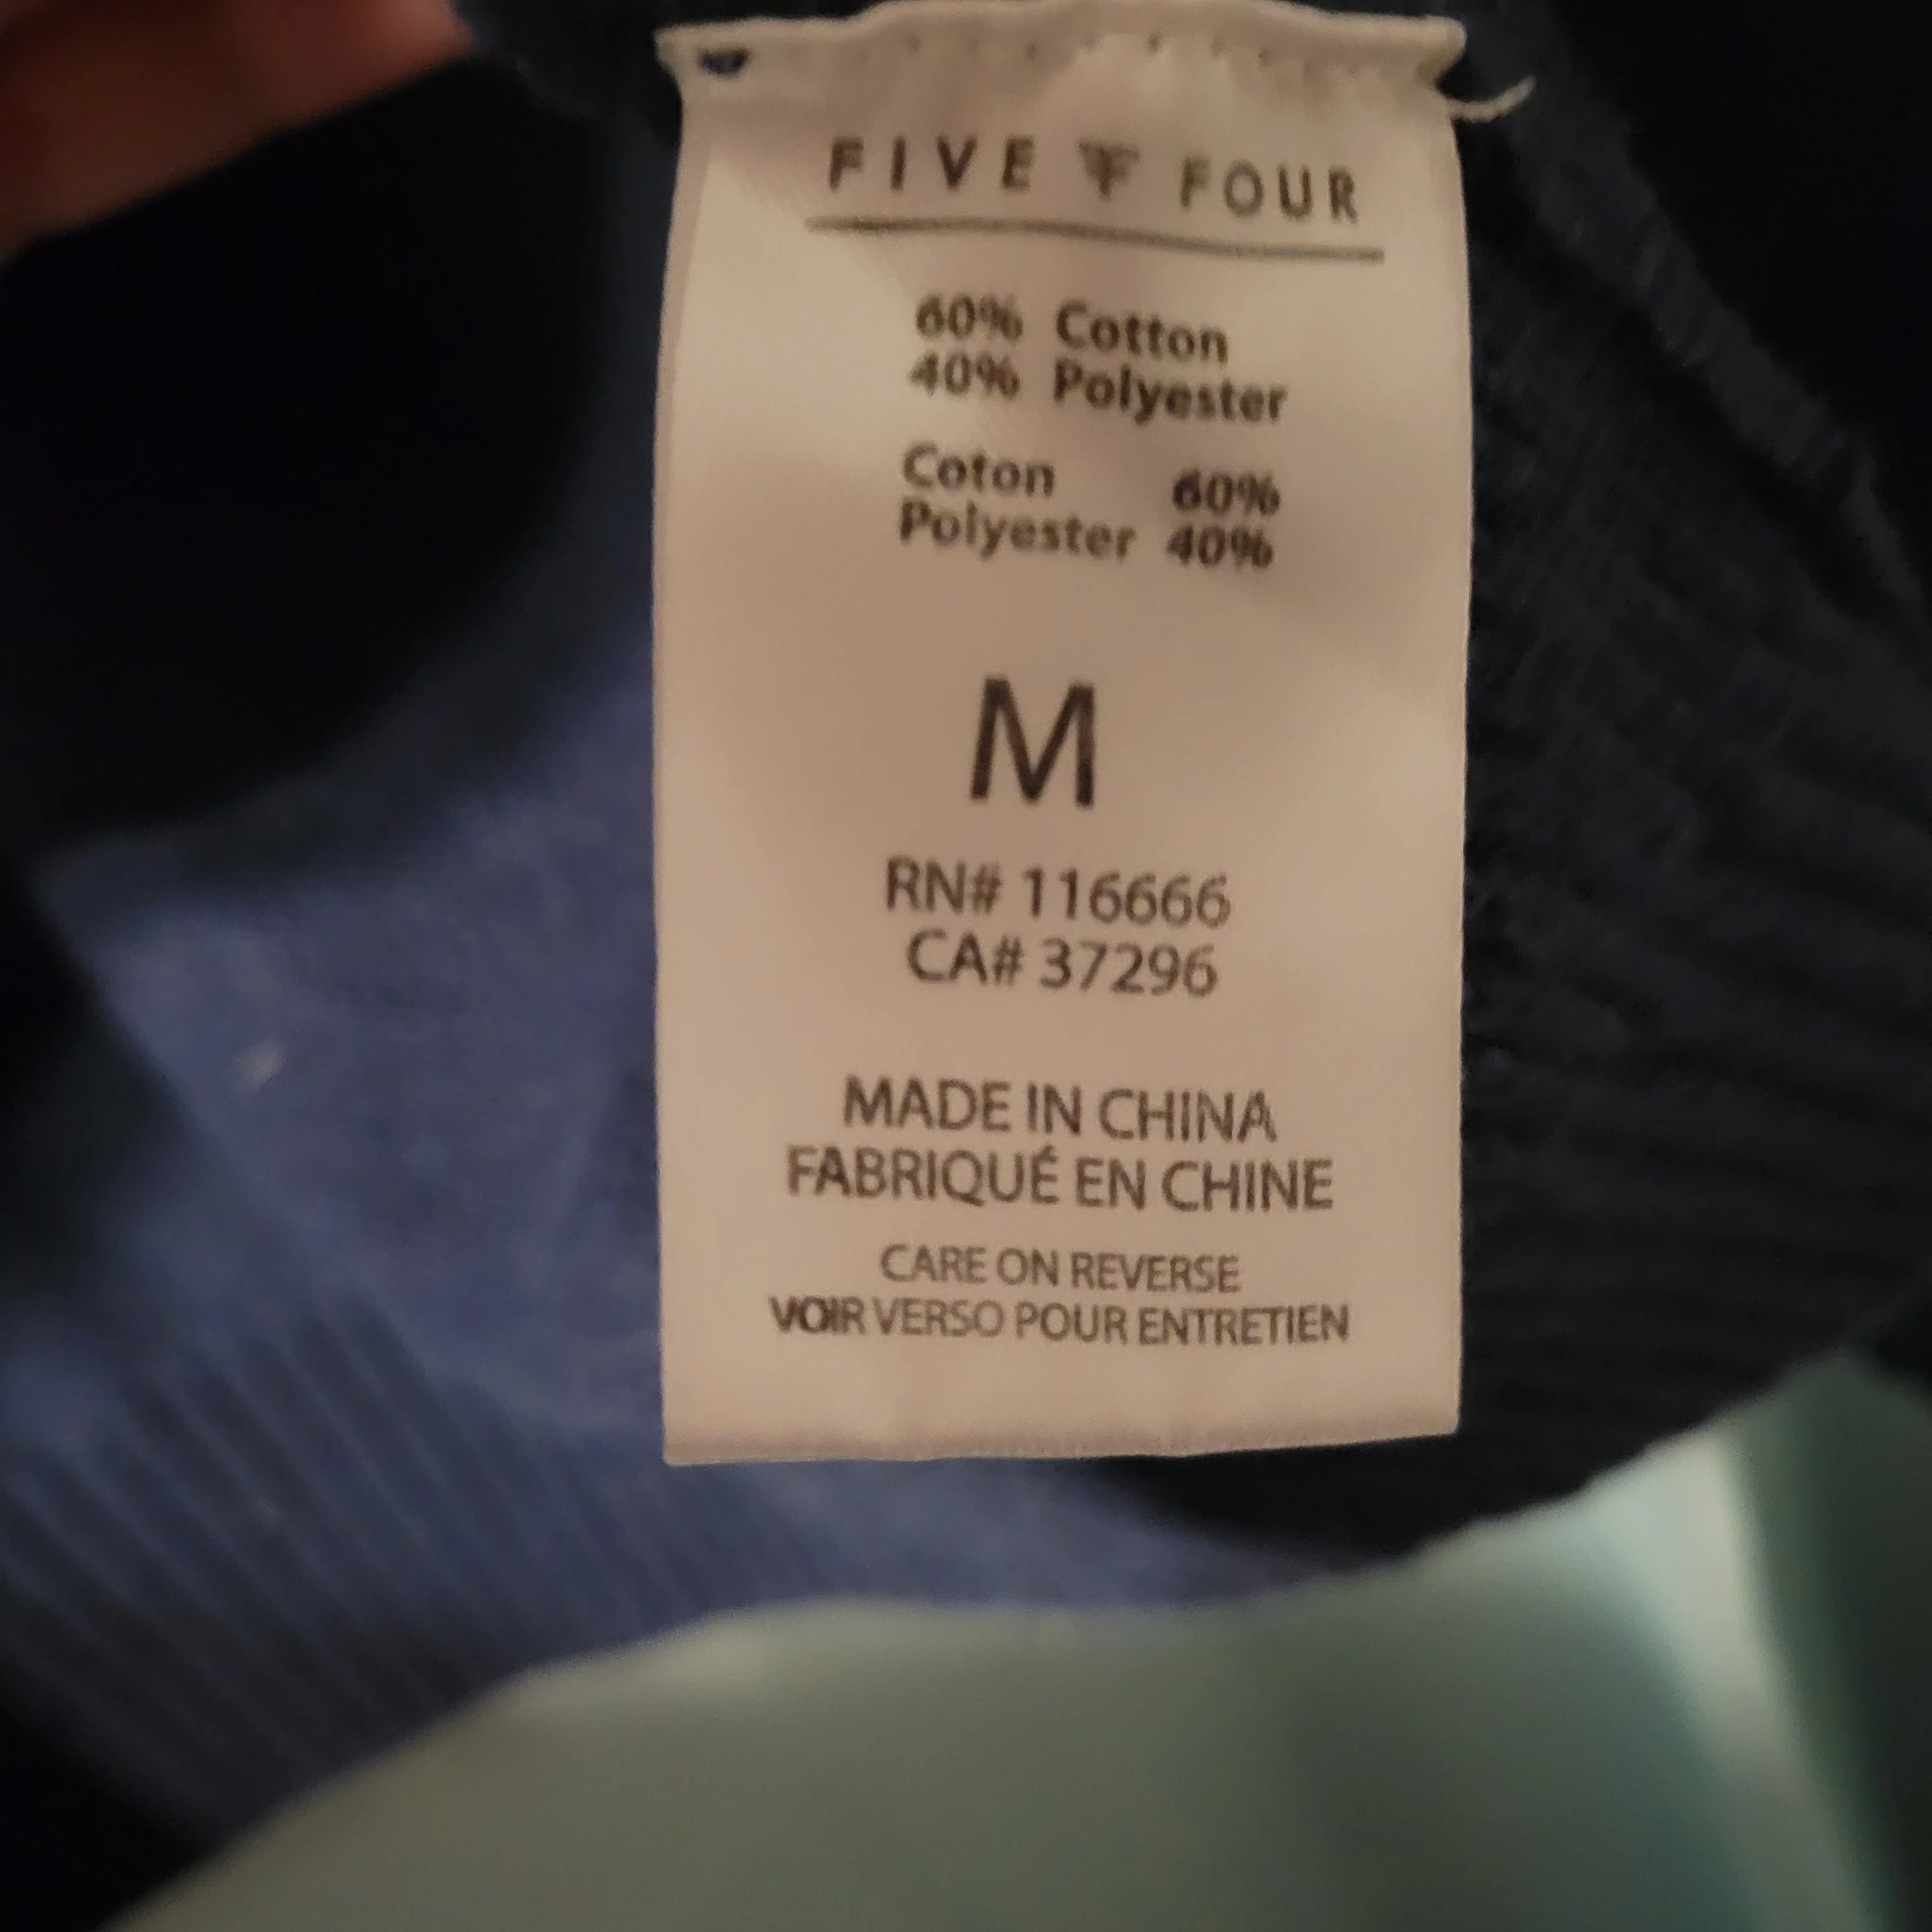 FIVE FF FOUR
60% Cotton
40% Polyester
Coton 60%
Polyester 40%
M
RN# 116666
CA# 37296
MADE IN CHINA
FABRIQUÉ EN CHINE
CARE ON REVERSE
VOIR VERSO POUR ENTRETIEN